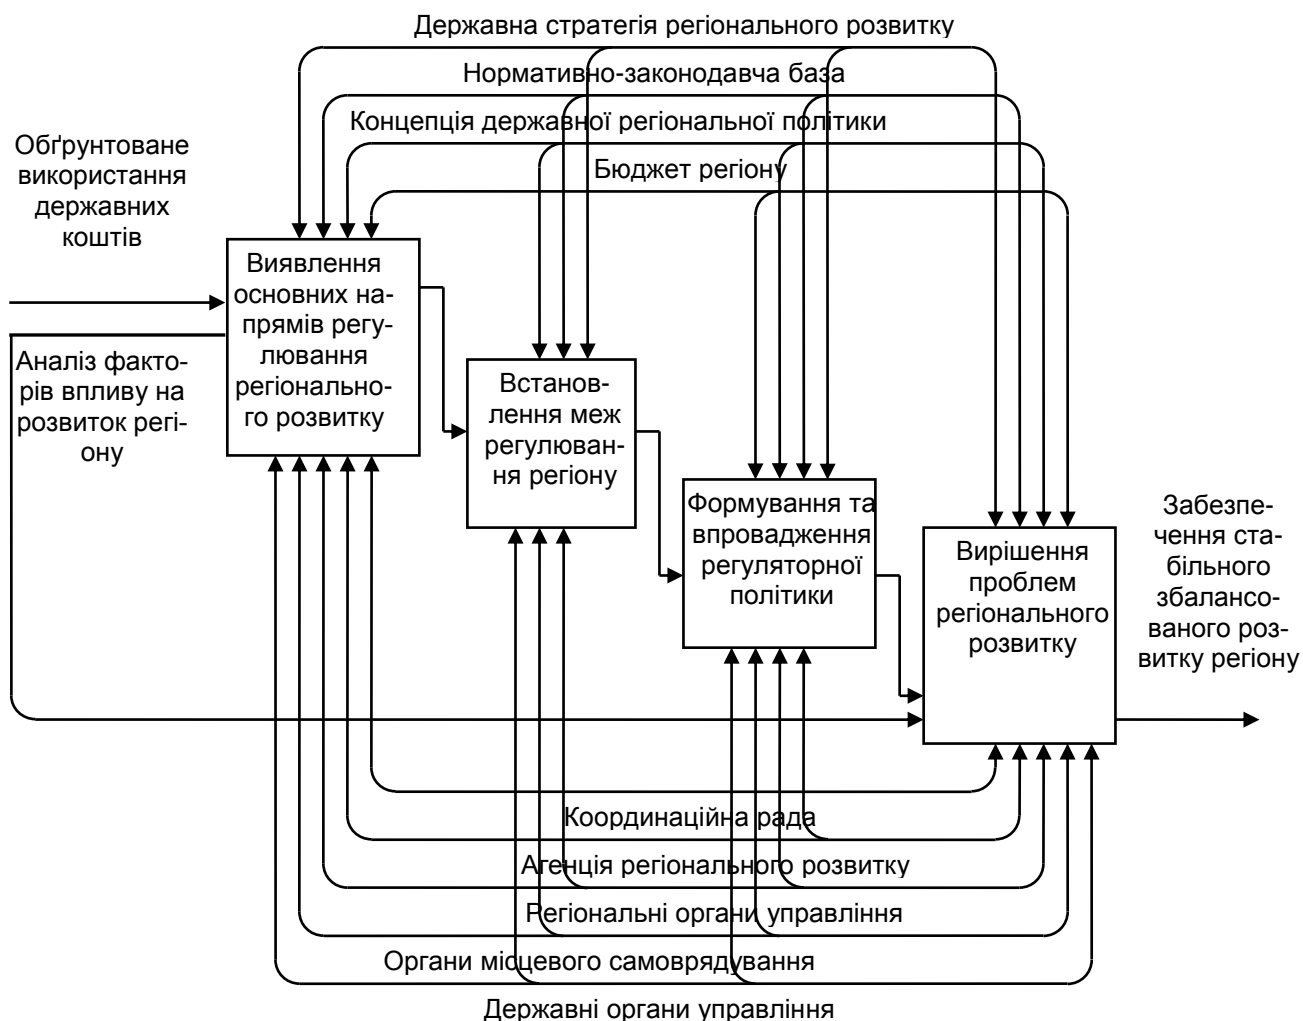 Державна стратегія регіонального розвитку
Нормативно-законодавча база
Концепція державної регіональної політики
Бюджет регіону
Обґрунтоване
використання
державних
коштів
Аналіз факто-
рів впливу на
розвиток регі-
ону
Виявлення
основних на-
прямів регу-
лювання
регіонально-
го розвитку
Встанов-
лення меж
регулюван-
ня регіону
Формування та
впровадження
регуляторної
політики
Вирішення
проблем
регіонального
розвитку
Забезпе-
чення ста-
більного
збалансо-
ваного роз-
витку регіону
Координаційна рада
Агенція регіонального розвитку
Регіональні органи управління
Органи місцевого самоврядування
Державні органи управління